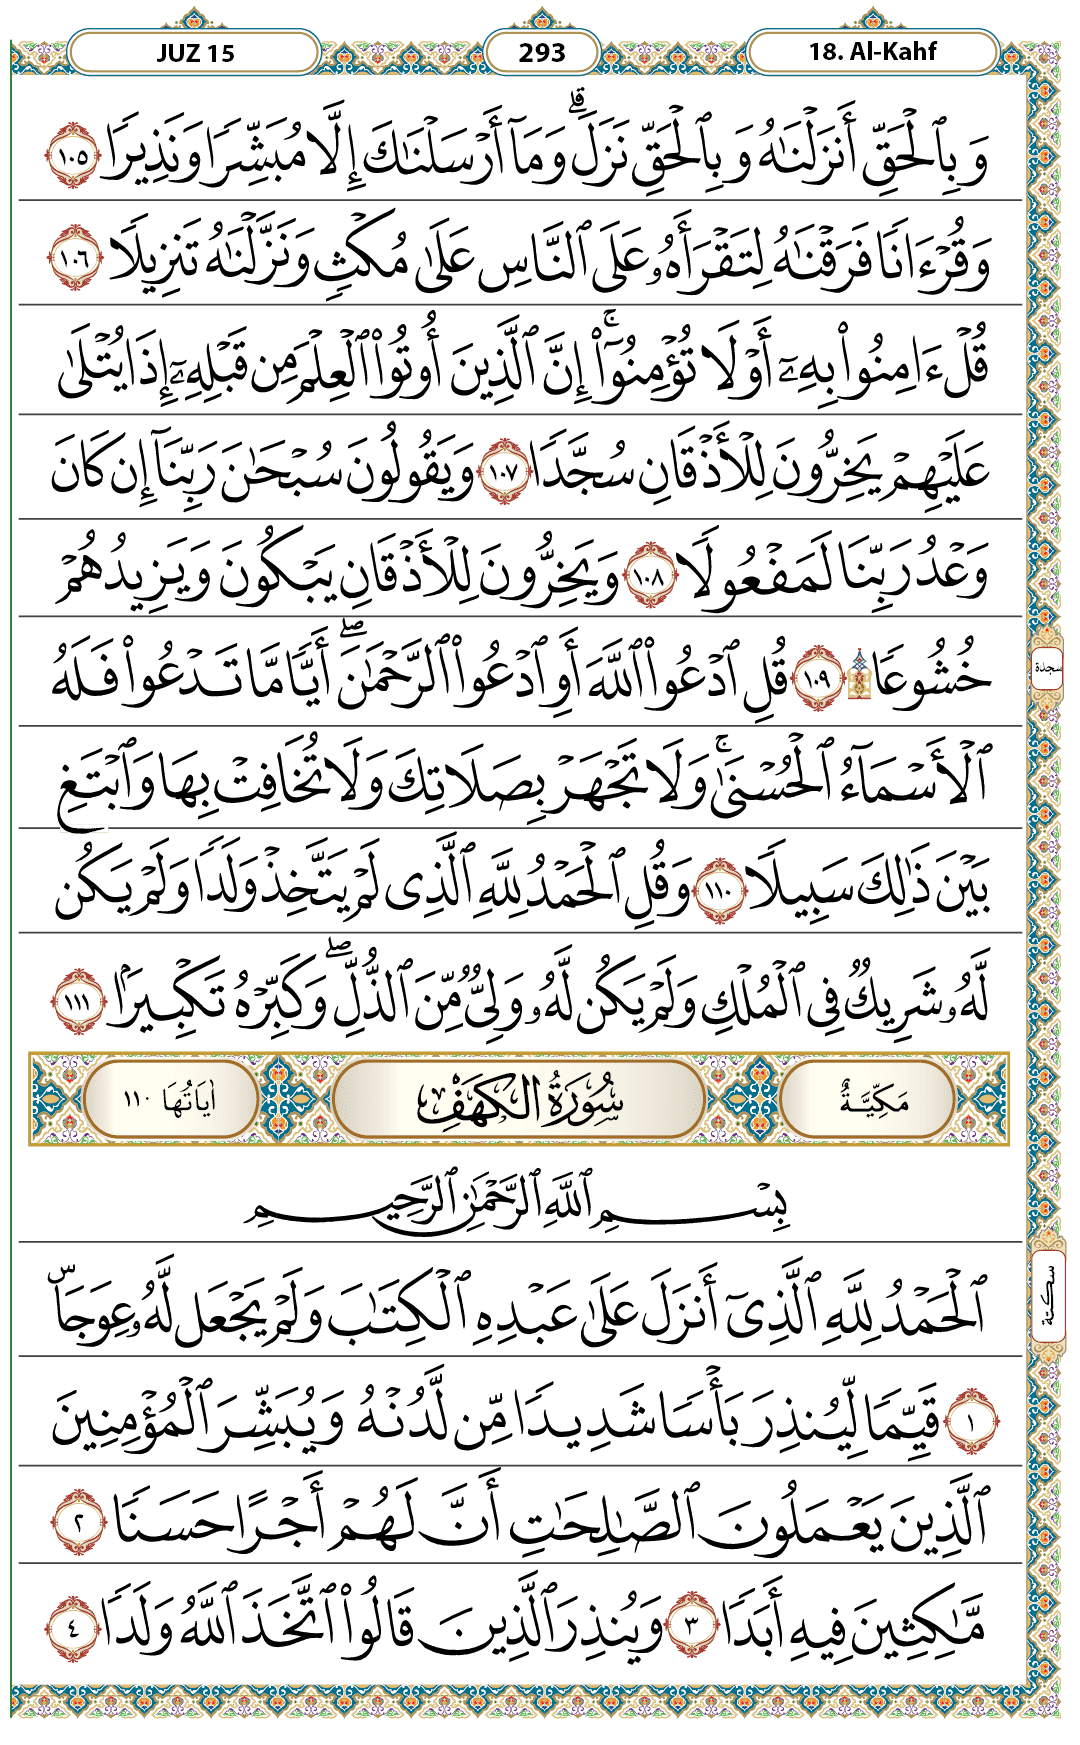 JUZ 15
293
18. Al-Kahf
وَبِٱلْحَقِّ أَنزَلْنَٰهُ وَبِٱلْحَقِّ نَزَلَ ۗ وَمَآ أَرْسَلْنَٰكَ إِلَّا مُبَشِّرًا وَنَذِيرًا ١٠٥
وَقُرْءَانًا فَرَقْنَٰهُ لِتَقْرَأَهُۥ عَلَى ٱلنَّاسِ عَلَىٰ مُكْثٍ وَنَزَّلْنَٰهُ تَنزِيلًا ١٠٦
قُلْ ءَامِنُوا۟ بِهِۦٓ أَوْ لَا تُؤْمِنُوٓا۟ ۚ إِنَّ ٱلَّذِينَ أُوتُوا۟ ٱلْعِلْمَ مِن قَبْلِهِۦٓ إِذَا يُتْلَىٰ
عَلَيْهِمْ يَخِرُّونَ لِلْأَذْقَانِ سُجَّدًا ١٠٧ وَيَقُولُونَ سُبْحَٰنَ رَبِّنَآ إِن كَانَ
وَعْدُ رَبِّنَا لَمَفْعُولًا ١٠٨ وَيَخِرُّونَ لِلْأَذْقَانِ يَبْكُونَ وَيَزِيدُهُمْ
خُشُوعًا ۩ ١٠٩ قُلِ ٱدْعُوا۟ ٱللَّهَ أَوِ ٱدْعُوا۟ ٱلرَّحْمَٰنَ ۖ أَيًّا مَّا تَدْعُوا۟ فَلَهُ
سجدة
ٱلْأَسْمَآءُ ٱلْحُسْنَىٰ ۚ وَلَا تَجْهَرْ بِصَلَاتِكَ وَلَا تُخَافِتْ بِهَا وَٱبْتَغِ
بَيْنَ ذَٰلِكَ سَبِيلًا ١١٠ وَقُلِ ٱلْحَمْدُ لِلَّهِ ٱلَّذِى لَمْ يَتَّخِذْ وَلَدًا وَلَمْ يَكُن
لَّهُۥ شَرِيكٌ فِى ٱلْمُلْكِ وَلَمْ يَكُن لَّهُۥ وَلِىٌّ مِّنَ ٱلذُّلِّ ۖ وَكَبِّرْهُ تَكْبِيرًۢا ١١١
مَكِّيَّةٌ
سُورَةُ الكَهْفِ
اٰيَاتُهَا ١١٠
بِسْمِ ٱللَّهِ ٱلرَّحْمَٰنِ ٱلرَّحِيمِ
ٱلْحَمْدُ لِلَّهِ ٱلَّذِىٓ أَنزَلَ عَلَىٰ عَبْدِهِ ٱلْكِتَٰبَ وَلَمْ يَجْعَل لَّهُۥ عِوَجَا ۜ
سكتة
١ قَيِّمًا لِّيُنذِرَ بَأْسًا شَدِيدًا مِّن لَّدُنْهُ وَيُبَشِّرَ ٱلْمُؤْمِنِينَ
ٱلَّذِينَ يَعْمَلُونَ ٱلصَّٰلِحَٰتِ أَنَّ لَهُمْ أَجْرًا حَسَنًا ٢
مَّٰكِثِينَ فِيهِ أَبَدًا ٣ وَيُنذِرَ ٱلَّذِينَ قَالُوا۟ ٱتَّخَذَ ٱللَّهُ وَلَدًا ٤